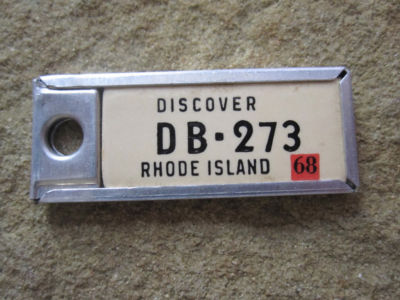 DISCOVER
DB·273
RHODE ISLAND 68